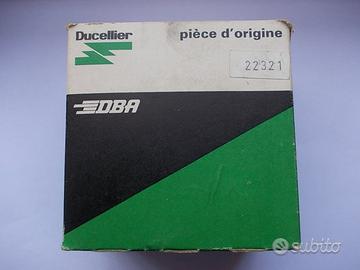 Ducellier
pièce d'origine
22321
DBA
subito